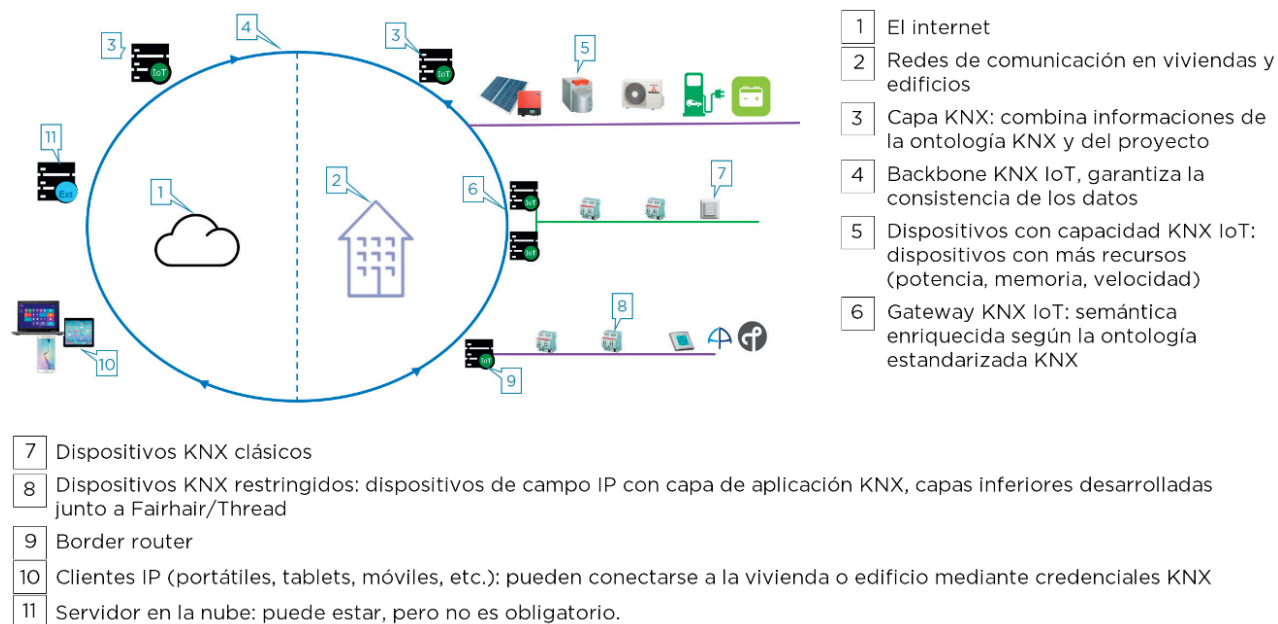 3
4
3
5
11
1
2
6
7
8
10
9
IoT
IoT
Ext
IoT
IoT
IoT
1 El internet
2 Redes de comunicación en viviendas y
edificios
3 Capa KNX: combina informaciones de
la ontología KNX y del proyecto
4 Backbone KNX IoT, garantiza la
consistencia de los datos
5 Dispositivos con capacidad KNX IoT:
dispositivos con más recursos
(potencia, memoria, velocidad)
6 Gateway KNX IoT: semántica
enriquecida según la ontología
estandarizada KNX
7 Dispositivos KNX clásicos
8 Dispositivos KNX restringidos: dispositivos de campo IP con capa de aplicación KNX, capas inferiores desarrolladas
junto a Fairhair/Thread
9 Border router
10 Clientes IP (portátiles, tablets, móviles, etc.): pueden conectarse a la vivienda o edificio mediante credenciales KNX
11 Servidor en la nube: puede estar, pero no es obligatorio.